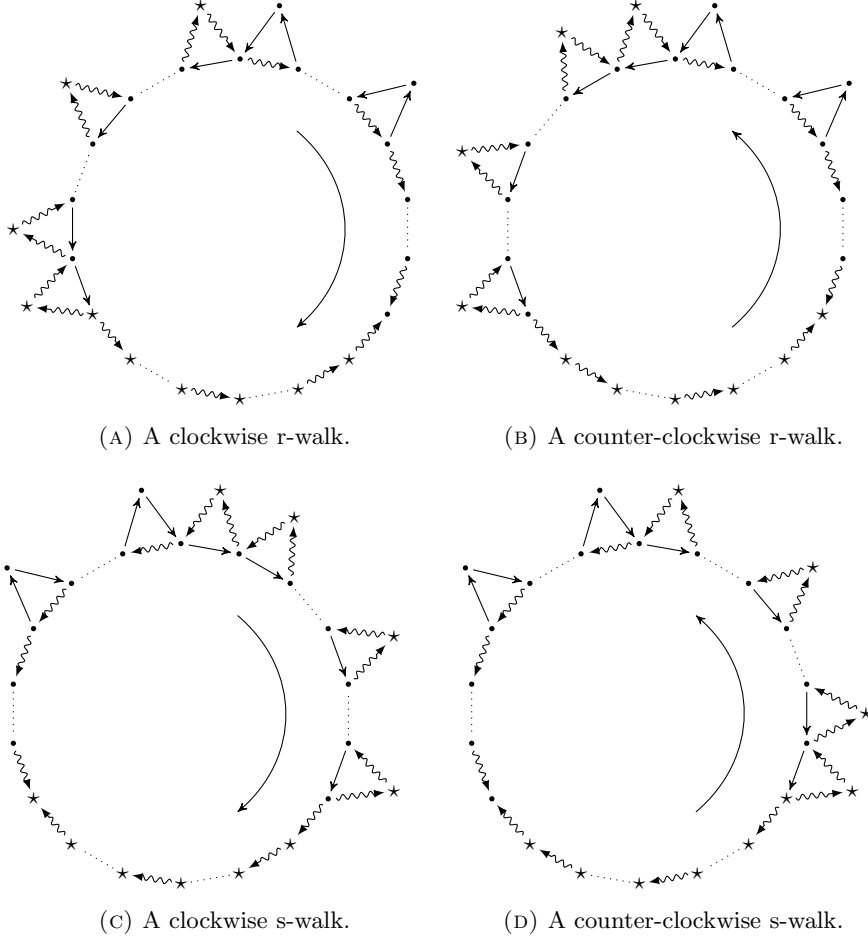 (A) A clockwise r-walk.
(B) A counter-clockwise r-walk.
(C) A clockwise s-walk.
(D) A counter-clockwise s-walk.